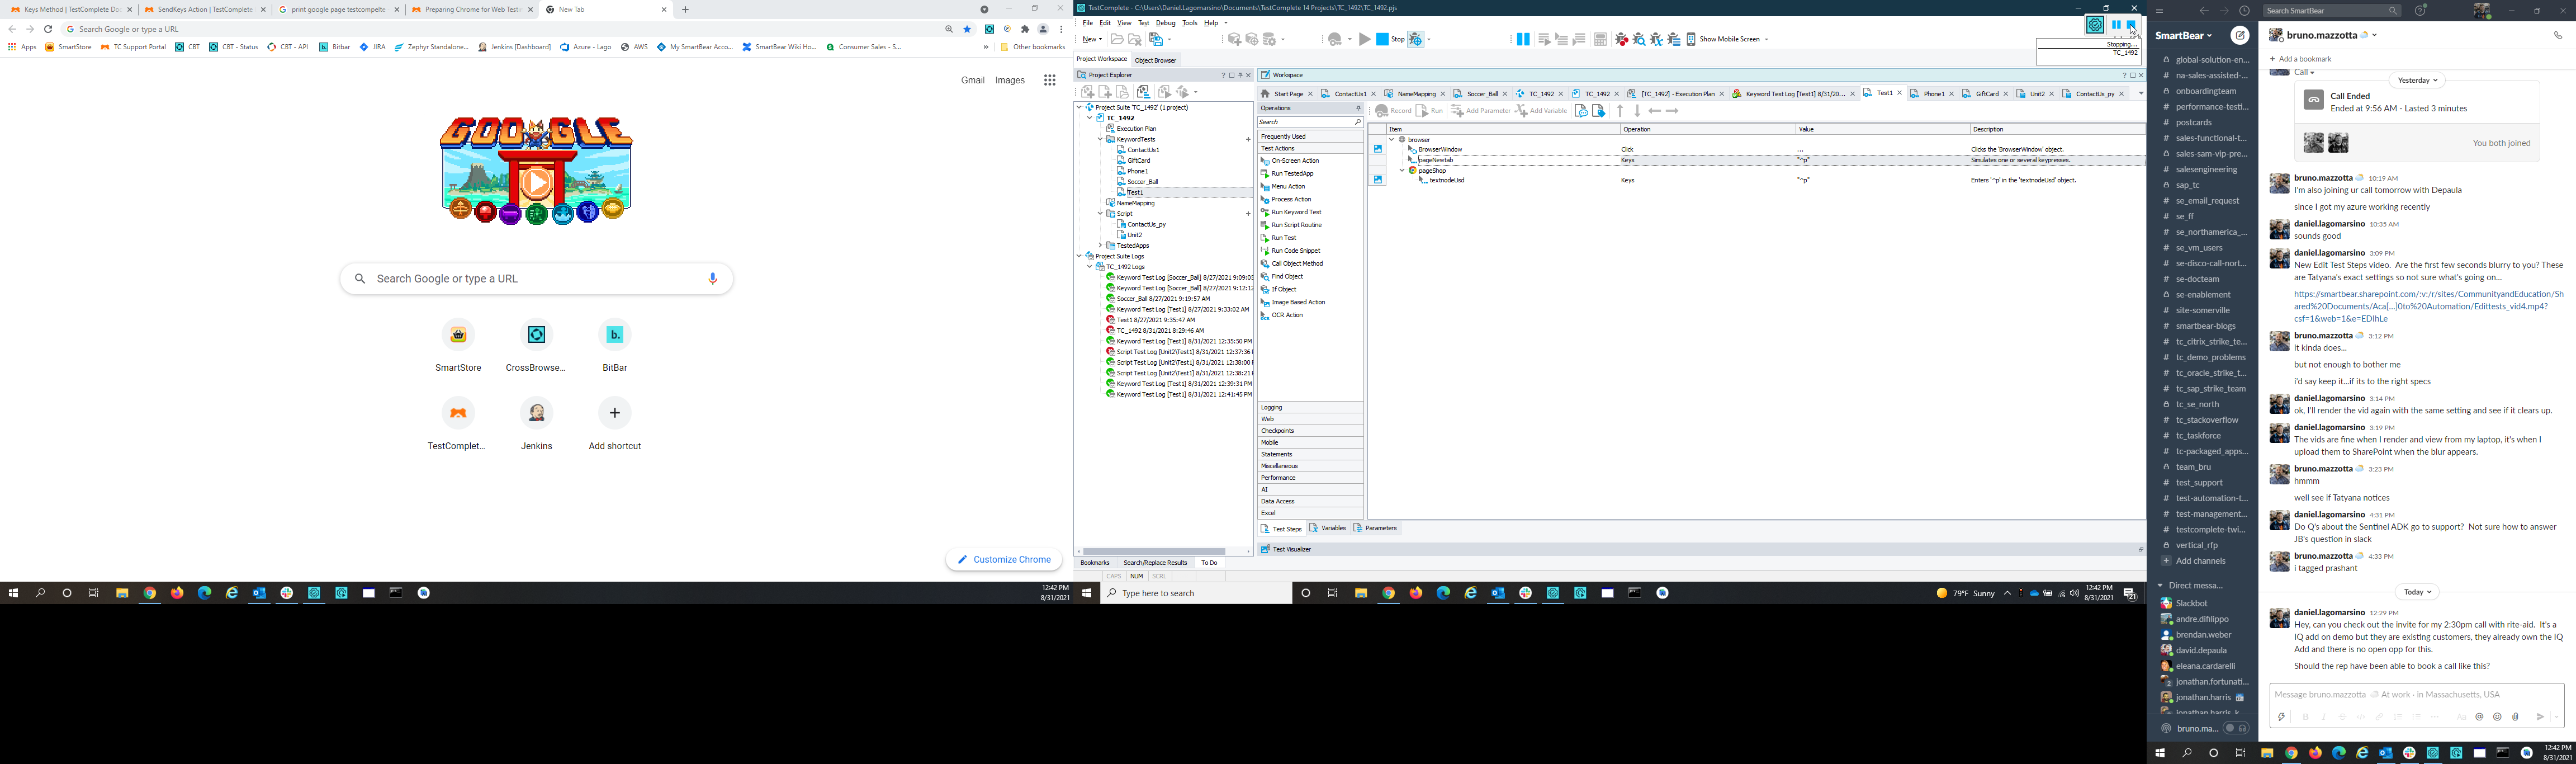 Keys Method | TestComplete Do
SendKeys Action | TestComplete
print google page testcompelte
Preparing Chrome for Web Testi
New Tab
Search Google or type a URL
Apps
SmartStore
TC Support Portal
CBT
CBT - Status
CBT - API
Bitbar
JIRA
Zephyr Standalone...
Jenkins [Dashboard]
Azure - Lago
AWS
My SmartBear Acco...
SmartBear Wiki Ho...
Consumer Sales - S...
Other bookmarks
Gmail
Images
GOOGLE
Search Google or type a URL
SmartStore
CrossBrowse...
BitBar
TestComplet...
Jenkins
Add shortcut
Customize Chrome
12:42 PM
8/31/2021
TestComplete - C:\Users\Daniel.Lagomarsino\Documents\TestComplete 14 Projects\TC_1492\TC_1492.pjs
File Edit View Test Debug Tools Help
New
Stop
Show Mobile Screen
Stopping...
TC_1492
Project Workspace
Object Browser
Project Explorer
Project Suite 'TC_1492' (1 project)
TC_1492
Execution Plan
KeywordTests
ContactUs1
GiftCard
Phone1
Soccer_Ball
Test1
NameMapping
Script
ContactUs_py
Unit2
TestedApps
Project Suite Logs
TC_1492 Logs
Keyword Test Log [Soccer_Ball] 8/27/2021 9:09:05
Keyword Test Log [Soccer_Ball] 8/27/2021 9:12:12
Soccer_Ball 8/27/2021 9:19:57 AM
Keyword Test Log [Test1] 8/27/2021 9:33:02 AM
Test1 8/27/2021 9:35:47 AM
TC_1492 8/31/2021 8:29:46 AM
Keyword Test Log [Test1] 8/31/2021 12:35:50 PM
Script Test Log [Unit2\Test1] 8/31/2021 12:37:36
Script Test Log [Unit2\Test1] 8/31/2021 12:38:00
Script Test Log [Unit2\Test1] 8/31/2021 12:38:21
Keyword Test Log [Test1] 8/31/2021 12:39:31 PM
Keyword Test Log [Test1] 8/31/2021 12:41:45 PM
Bookmarks
Search/Replace Results
To Do
CAPS NUM SCRL
Workspace
Start Page
ContactUs1
NameMapping
Soccer_Ball
TC_1492
TC_1492
[TC_1492] - Execution Plan
Keyword Test Log [Test1] 8/31/20...
Test1
Phone1
GiftCard
Unit2
ContactUs_py
Operations
Search
Frequently Used
Test Actions
On-Screen Action
Run TestedApp
Menu Action
Process Action
Run Keyword Test
Run Script Routine
Run Test
Run Code Snippet
Call Object Method
Find Object
If Object
Image Based Action
OCR Action
Logging
Web
Checkpoints
Mobile
Statements
Miscellaneous
Performance
AI
Data Access
Excel
Record
Run
Add Parameter
Add Variable
Item Operation Value Description
browser
BrowserWindow Click ... Clicks the 'BrowserWindow' object.
pageNewtab Keys "^p" Simulates one or several keypresses.
pageShop
textnodeUsd Keys "^p" Enters '^p' in the 'textnodeUsd' object.
Test Steps
Variables
Parameters
Test Visualizer
Type here to search
79°F Sunny
12:42 PM
8/31/2021
21
Search SmartBear
SmartBear
global-solution-en...
na-sales-assisted-...
onboardingteam
performance-testi...
postcards
sales-functional-t...
sales-sam-vip-pre...
salesengineering
sap_tc
se_email_request
se_ff
se_northamerica_...
se_vm_users
se-disco-call-nort...
se-docteam
se-enablement
site-somerville
smartbear-blogs
tc_citrix_strike_te...
tc_demo_problems
tc_oracle_strike_t...
tc_sap_strike_team
tc_se_north
tc_stackoverflow
tc_taskforce
tc-packaged_apps...
team_bru
test_support
test-automation-t...
test-management...
testcomplete-twi...
vertical_rfp
Add channels
Direct messa...
Slackbot
andre.difilippo
brendan.weber
david.depaula
eleana.cardarelli
jonathan.fortunati...
jonathan.harris
jonathan.harris_k
bruno.ma...
bruno.mazzotta
Add a bookmark
Call
Yesterday
Call Ended
Ended at 9:56 AM - Lasted 3 minutes
You both joined
bruno.mazzotta 10:19 AM
I'm also joining ur call tomorrow with Depaula
since I got my azure working recently
daniel.lagomarsino 10:35 AM
sounds good
daniel.lagomarsino 3:09 PM
New Edit Test Steps video. Are the first few seconds blurry to you? These
are Tatyana's exact settings so not sure what's going on...
https://smartbear.sharepoint.com/:v:/r/sites/CommunityandEducation/Sh
ared%20Documents/Aca[...]0to%20Automation/Edittests_vid4.mp4?
csf=1&web=1&e=EDlhLe
bruno.mazzotta 3:12 PM
it kinda does...
but not enough to bother me
i'd say keep it...if its to the right specs
daniel.lagomarsino 3:14 PM
ok, I'll render the vid again with the same setting and see if it clears up.
daniel.lagomarsino 3:19 PM
The vids are fine when I render and view from my laptop, it's when I
upload them to SharePoint when the blur appears.
bruno.mazzotta 3:23 PM
hmmm
well see if Tatyana notices
daniel.lagomarsino 4:31 PM
Do Q's about the Sentinel ADK go to support? Not sure how to answer
JB's question in slack
bruno.mazzotta 4:33 PM
i tagged prashant
Today
daniel.lagomarsino 12:29 PM
Hey, can you check out the invite for my 2:30pm call with rite-aid. It's a
IQ add on demo but they are existing customers, they already own the IQ
Add and there is no open opp for this.
Should the rep have been able to book a call like this?
Message bruno.mazzotta At work - in Massachusetts, USA
12:42 PM
8/31/2021